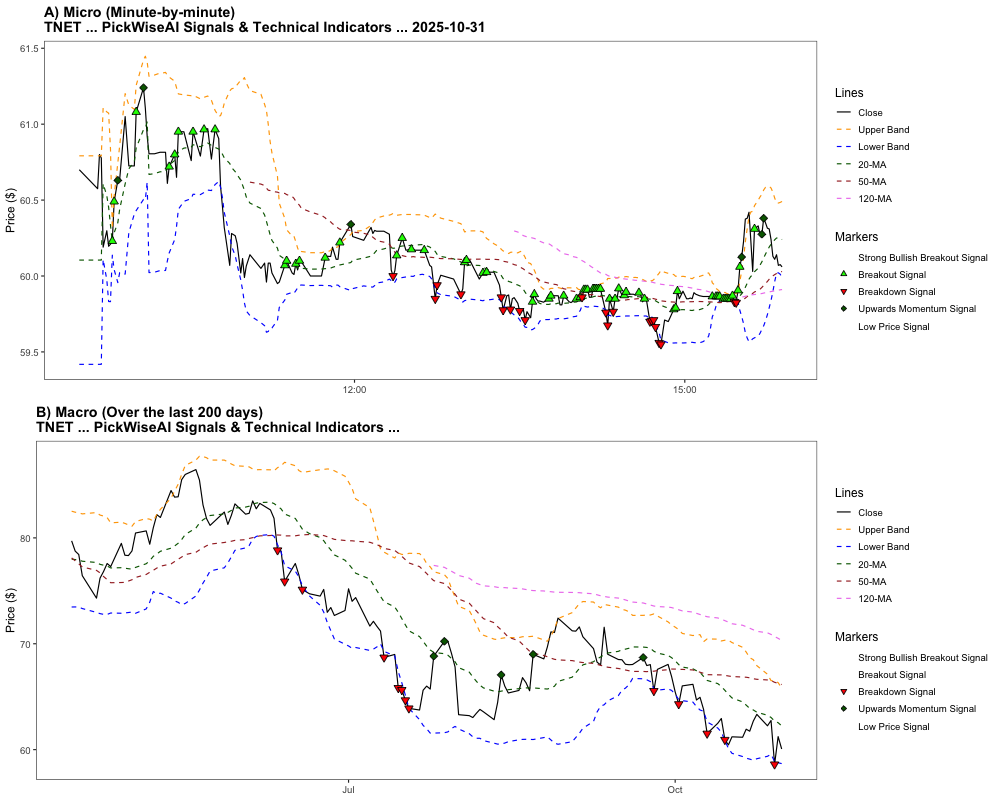 A) Micro (Minute-by-minute)
TNET ... PickWiseAI Signals & Technical Indicators ... 2025-10-31
Price ($)
61.5
61.0
60.5
60.0
59.5
12:00
15:00
Lines
Close
Upper Band
Lower Band
20-MA
50-MA
120-MA
Markers
Strong Bullish Breakout Signal
Breakout Signal
Breakdown Signal
Upwards Momentum Signal
Low Price Signal
B) Macro (Over the last 200 days)
TNET ... PickWiseAI Signals & Technical Indicators ...
Price ($)
80
70
60
Jul
Oct
Lines
Close
Upper Band
Lower Band
20-MA
50-MA
120-MA
Markers
Strong Bullish Breakout Signal
Breakout Signal
Breakdown Signal
Upwards Momentum Signal
Low Price Signal